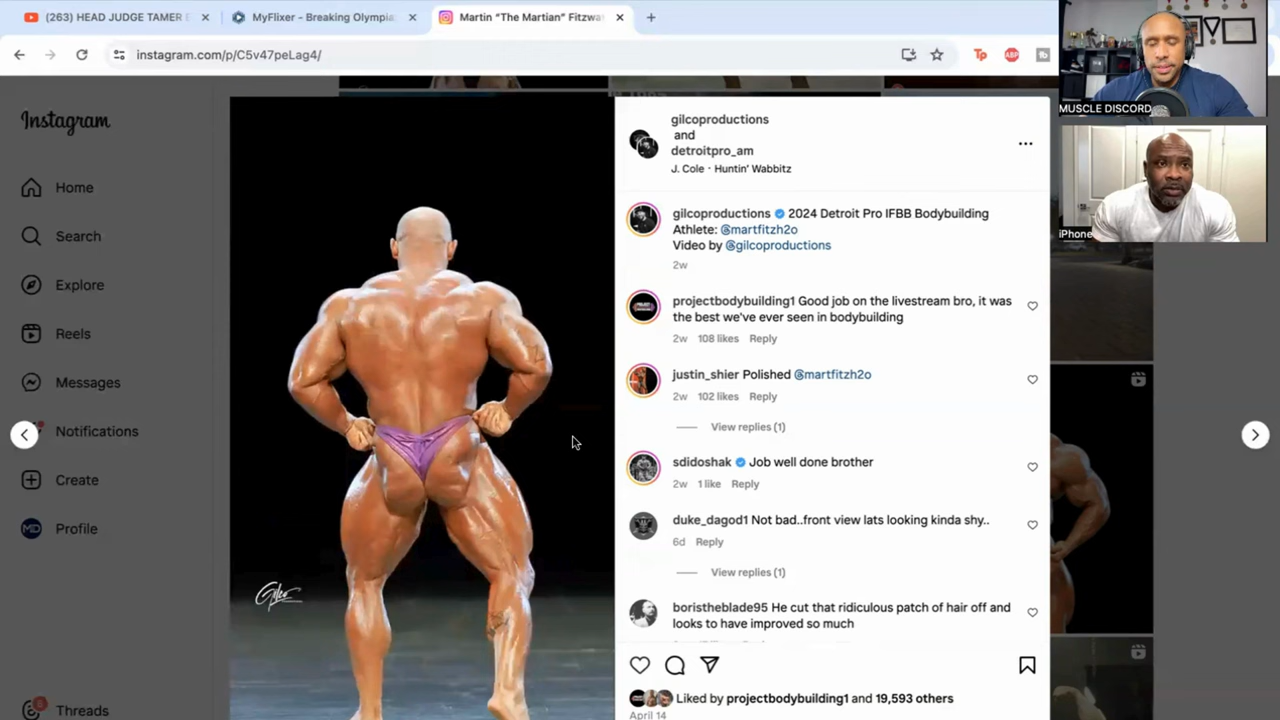 (263) HEAD JUDGE TAMER E
MyFlixer - Breaking Olympia:
Martin “The Martian” Fitzwa
instagram.com/p/C5v47peLag4/
Tp
ABP
MUSCLE DISCORD
iPhone
Instagram
Home
Search
Explore
Reels
Messages
Notifications
Create
Profile
Threads
gilcoproductions
and
detroitpro_am
J. Cole · Huntin' Wabbitz
gilcoproductions 2024 Detroit Pro IFBB Bodybuilding
Athlete: @martfitzh2o
Video by @gilcoproductions
2w
projectbodybuilding1 Good job on the livestream bro, it was
the best we've ever seen in bodybuilding
2w 108 likes Reply
justin_shier Polished @martfitzh2o
2w 102 likes Reply
View replies (1)
sdidoshak Job well done brother
2w 1 like Reply
duke_dagod1 Not bad..front view lats looking kinda shy..
6d Reply
View replies (1)
boristheblade95 He cut that ridiculous patch of hair off and
looks to have improved so much
Liked by projectbodybuilding1 and 19,593 others
April 14
Gilco
MD